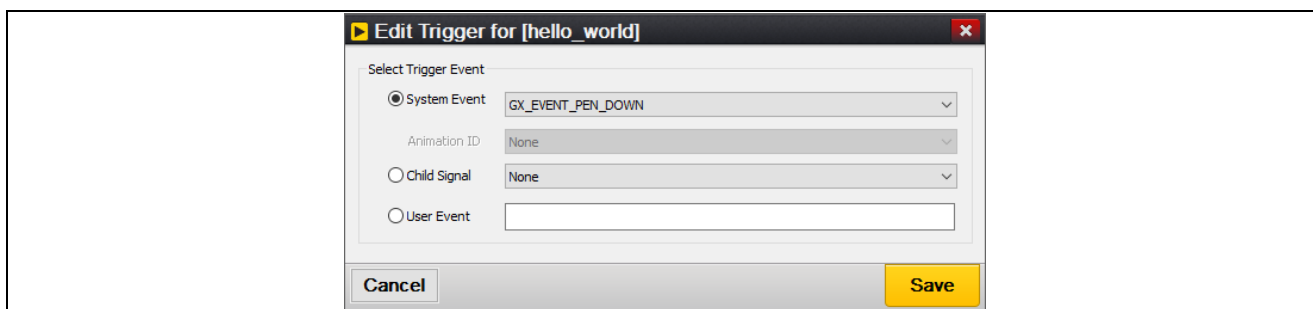 Edit Trigger for [hello_world]
Select Trigger Event
System Event GX_EVENT_PEN_DOWN
Animation ID None
Child Signal None
User Event
Cancel Save